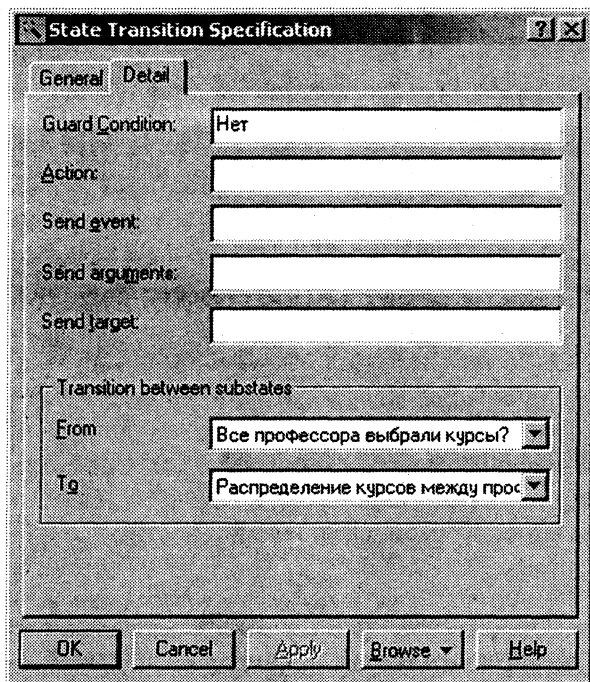 State Transition Specification
General Detail
Guard Condition: Нет
Action:
Send event:
Send arguments:
Send target:
Transition between substates
From Все профессора выбрали курсы?
To Распределение курсов между проф
OK Cancel Apply Browse Help